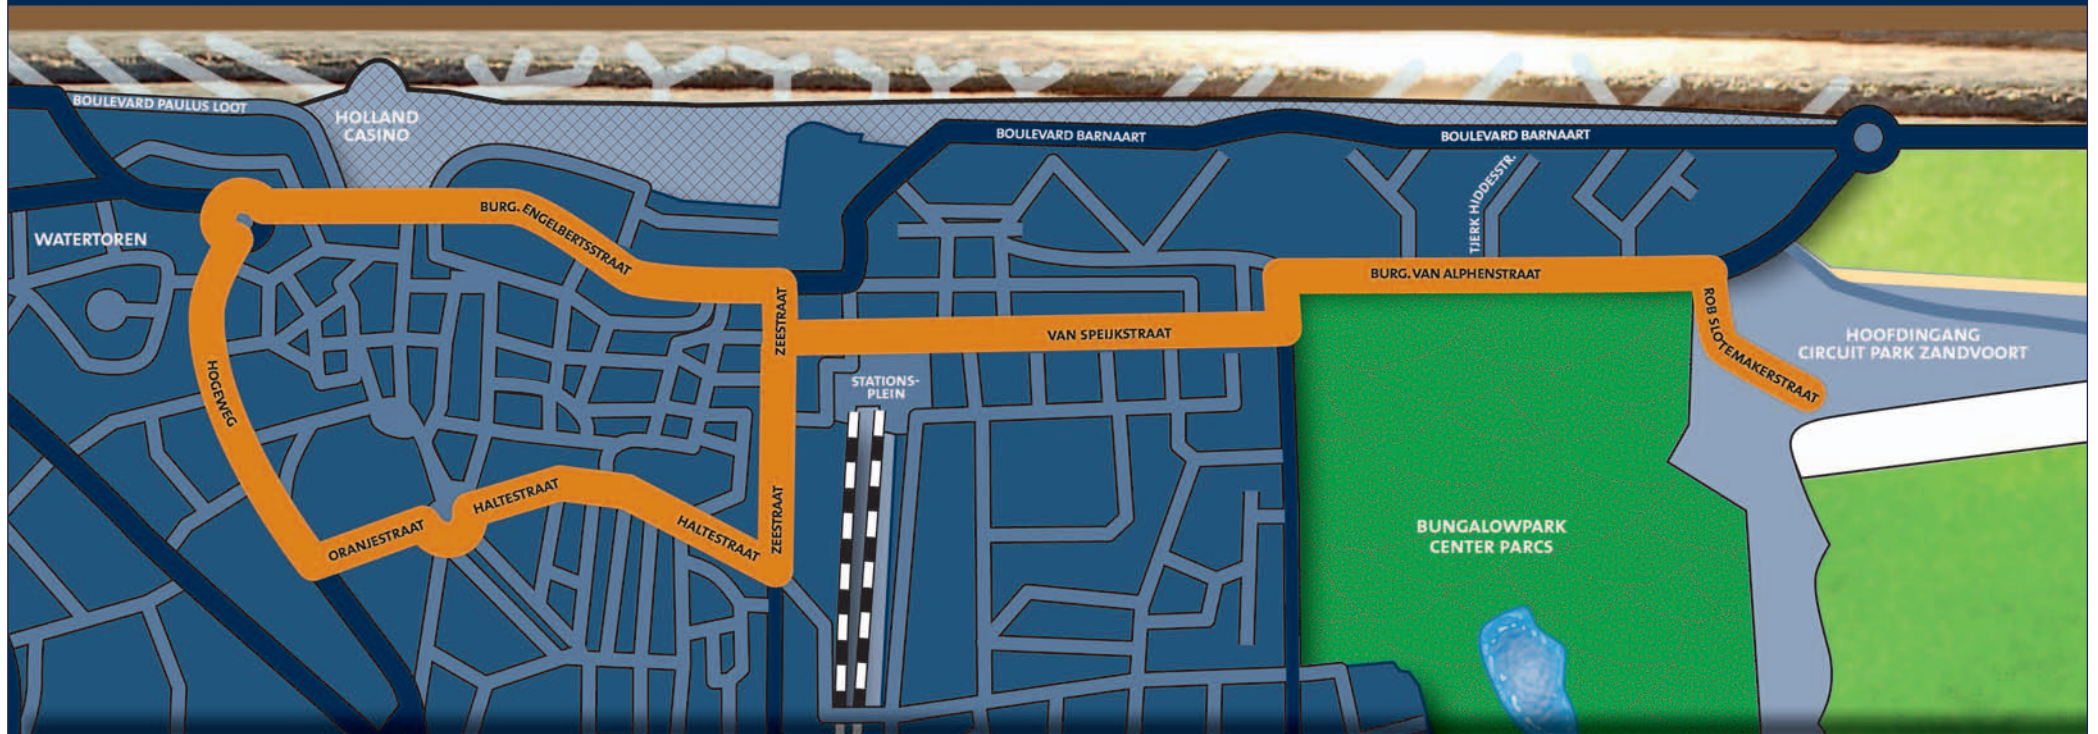 BOULEVARD PAULUS LOOT
HOLLAND
CASINO
BOULEVARD BARNAART
BOULEVARD BARNAART
TJERK HIDDESSTR.
WATERTOREN
BURG. ENGELBERTSSTRAAT
BURG. VAN ALPHENSTRAAT
ZEESTRAAT
VAN SPEIJKSTRAAT
ROB SLOTEMAKERSTRAAT
HOOFDINGANG
CIRCUIT PARK ZANDVOORT
HOGEWEG
STATIONS-
PLEIN
HALTESTRAAT
ORANJESTRAAT
HALTESTRAAT
ZEESTRAAT
BUNGALOWPARK
CENTER PARCS